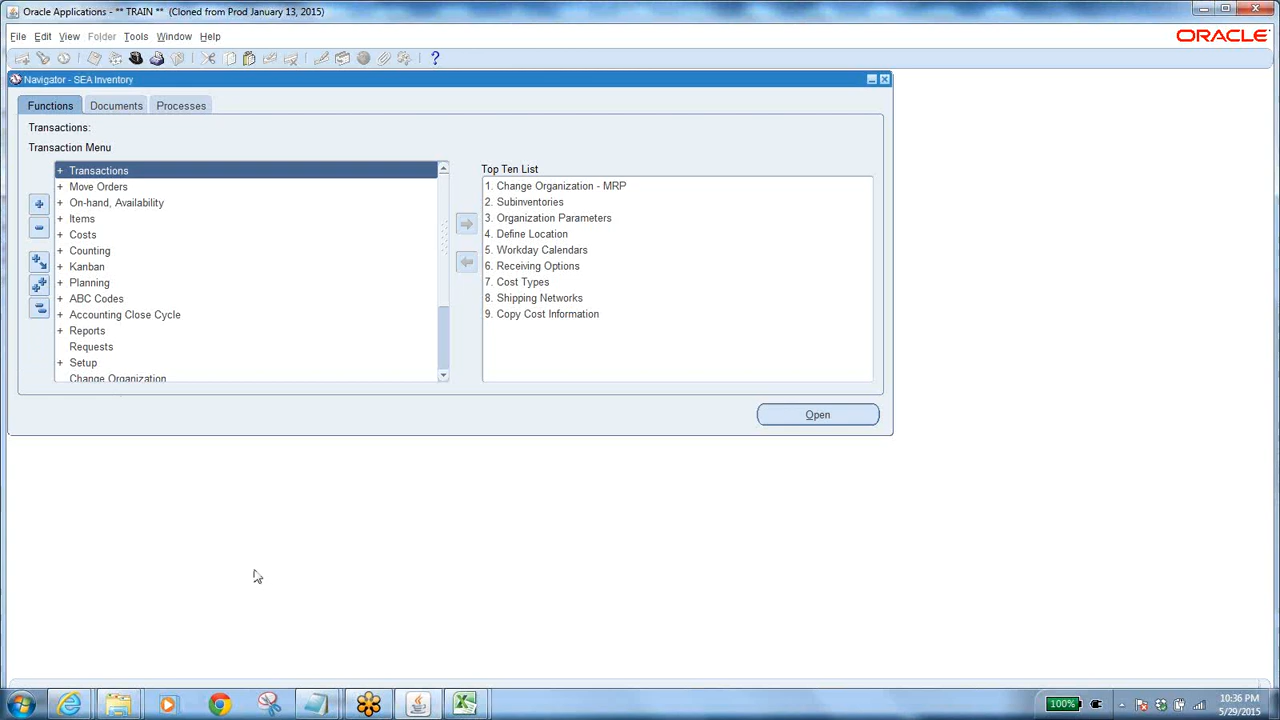 Oracle Applications - ** TRAIN ** (Cloned from Prod January 13, 2015)
File Edit View Folder Tools Window Help
ORACLE
Navigator - SEA Inventory
Functions Documents Processes
Transactions:
Transaction Menu
+ Transactions
+ Move Orders
+ On-hand, Availability
+ Items
+ Costs
+ Counting
+ Kanban
+ Planning
+ ABC Codes
+ Accounting Close Cycle
+ Reports
Requests
+ Setup
Change Organization
Top Ten List
1. Change Organization - MRP
2. Subinventories
3. Organization Parameters
4. Define Location
5. Workday Calendars
6. Receiving Options
7. Cost Types
8. Shipping Networks
9. Copy Cost Information
Open
100%
10:36 PM
5/29/2015